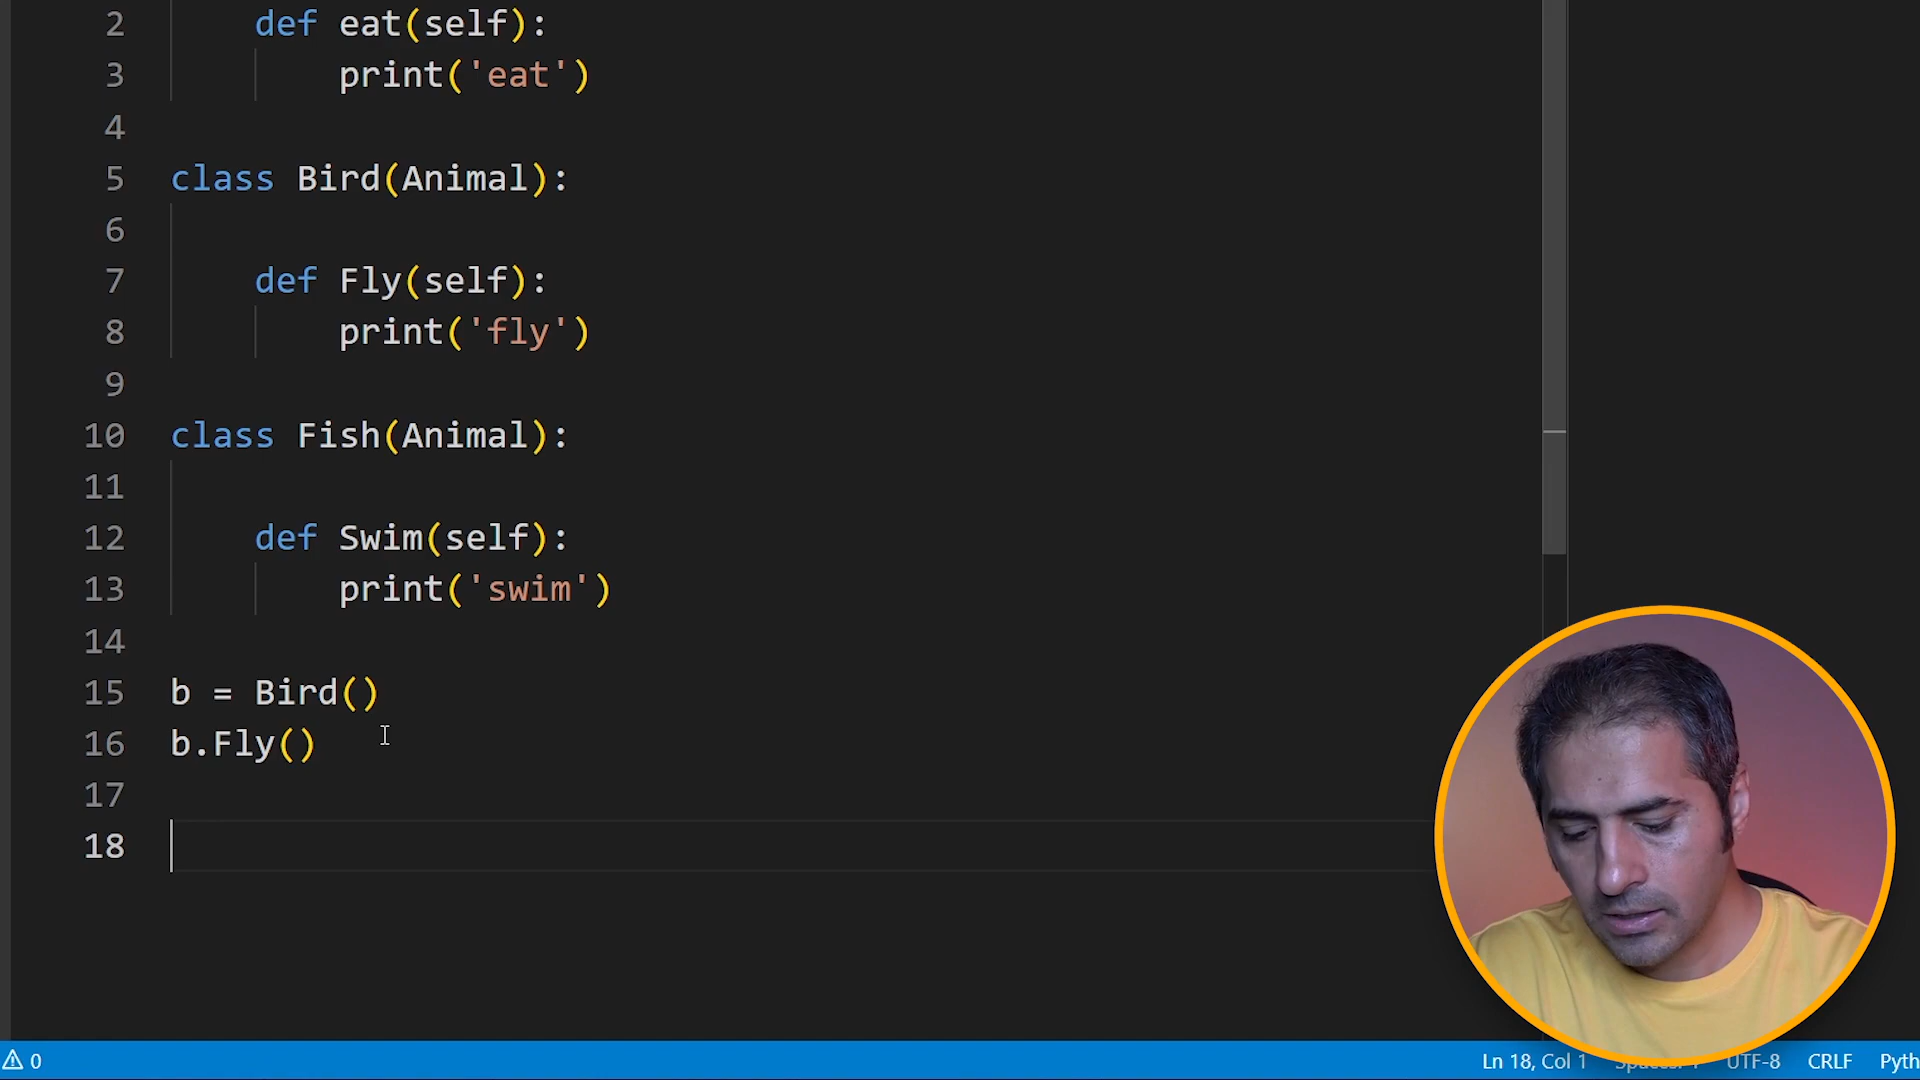 2 def eat(self):
3 print('eat')
4
5 class Bird(Animal):
6
7 def Fly(self):
8 print('fly')
9
10 class Fish(Animal):
11
12 def Swim(self):
13 print('swim')
14
15 b = Bird()
16 b.Fly()
17
18
0 Ln 18, Col 1 UTF-8 CRLF Pyth